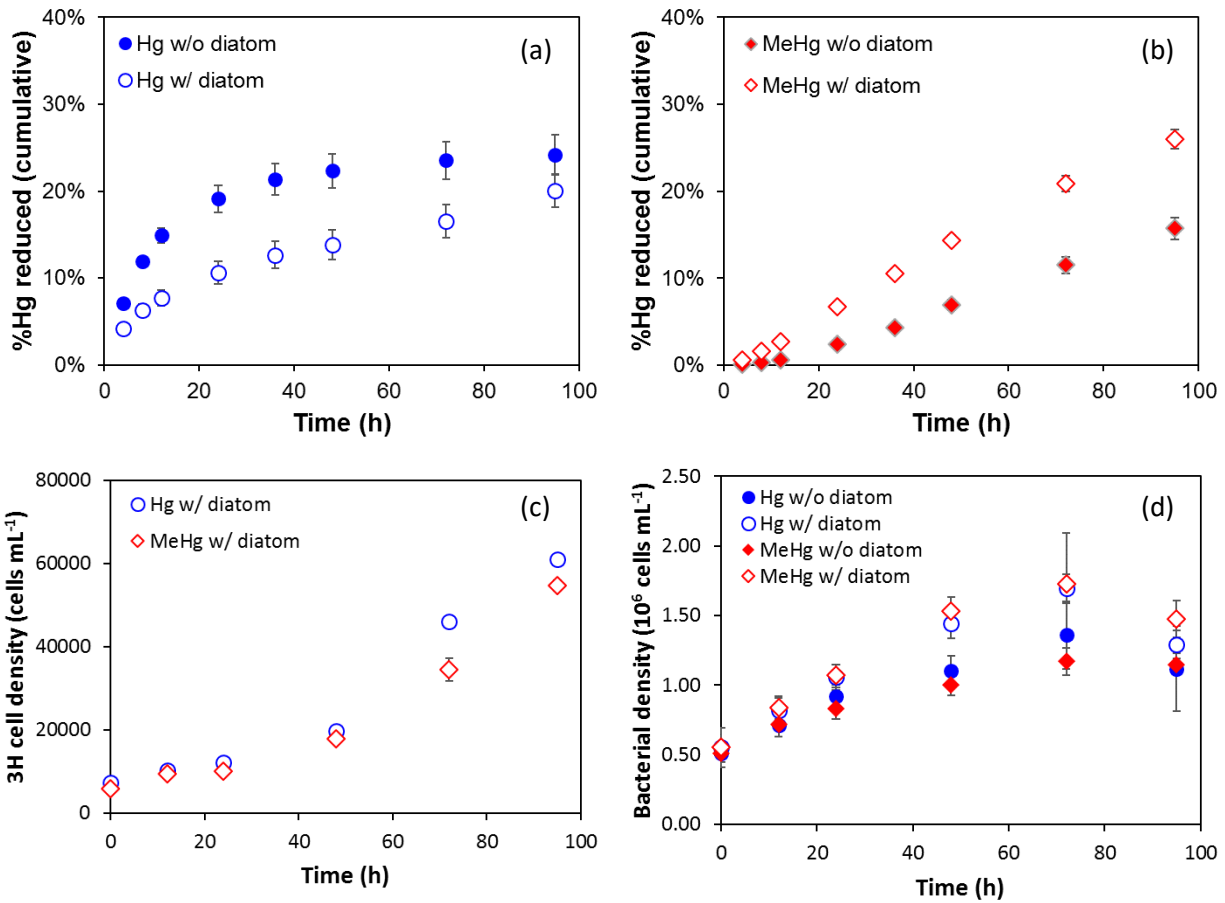 (a)
Hg w/o diatom
Hg w/ diatom
%Hg reduced (cumulative)
40%
30%
20%
10%
0%
0 20 40 60 80 100
Time (h)
(b)
MeHg w/o diatom
MeHg w/ diatom
%Hg reduced (cumulative)
40%
30%
20%
10%
0%
0 20 40 60 80 100
Time (h)
(c)
Hg w/ diatom
MeHg w/ diatom
3H cell density (cells mL⁻¹)
80000
60000
40000
20000
0
0 20 40 60 80 100
Time (h)
(d)
Hg w/o diatom
Hg w/ diatom
MeHg w/o diatom
MeHg w/ diatom
Bacterial density (10⁶ cells mL⁻¹)
2.50
2.00
1.50
1.00
0.50
0.00
0 20 40 60 80 100
Time (h)